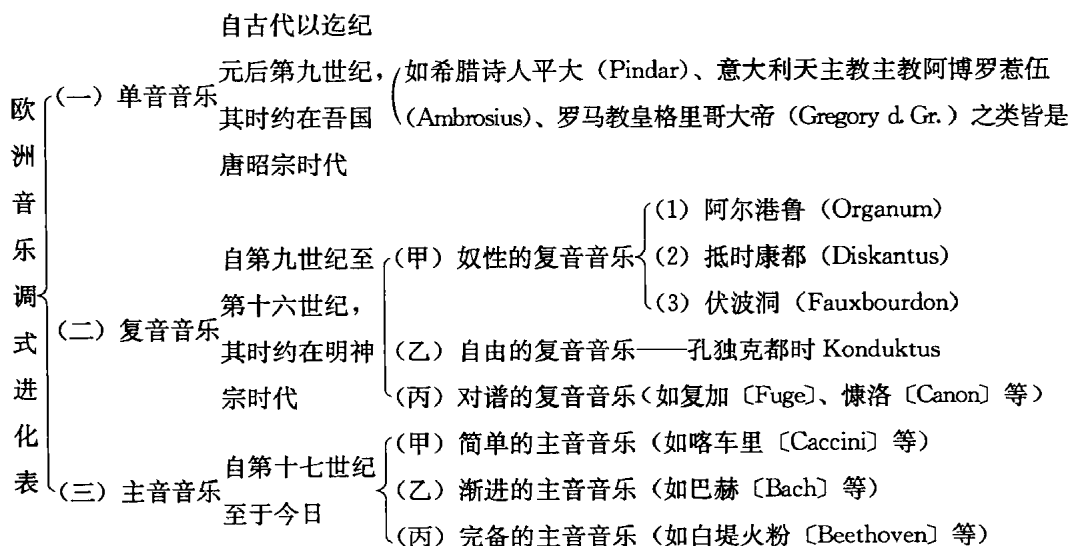 欧洲音乐调式进化表
(一) 单音音乐
自古代以迄纪
元后第九世纪,
其时约在吾国
唐昭宗时代
如希腊诗人平大 (Pindar)、意大利天主教主教阿博罗惹伍
(Ambrosius)、罗马教皇格里哥大帝 (Gregory d. Gr.) 之类皆是
(二) 复音音乐
自第九世纪至
第十六世纪,
其时约在明神
宗时代
(甲) 奴性的复音音乐
(1) 阿尔港鲁 (Organum)
(2) 抵时康都 (Diskantus)
(3) 伏波洞 (Fauxbourdon)
(乙) 自由的复音音乐——孔独克都时 Konduktus
(丙) 对谱的复音音乐 (如复加〔Fuge〕、慷洛〔Canon〕等)
(三) 主音音乐
自第十七世纪
至于今日
(甲) 简单的主音音乐 (如喀车里〔Caccini〕等)
(乙) 渐进的主音音乐 (如巴赫〔Bach〕等)
(丙) 完备的主音音乐 (如白堤火粉〔Beethoven〕等)